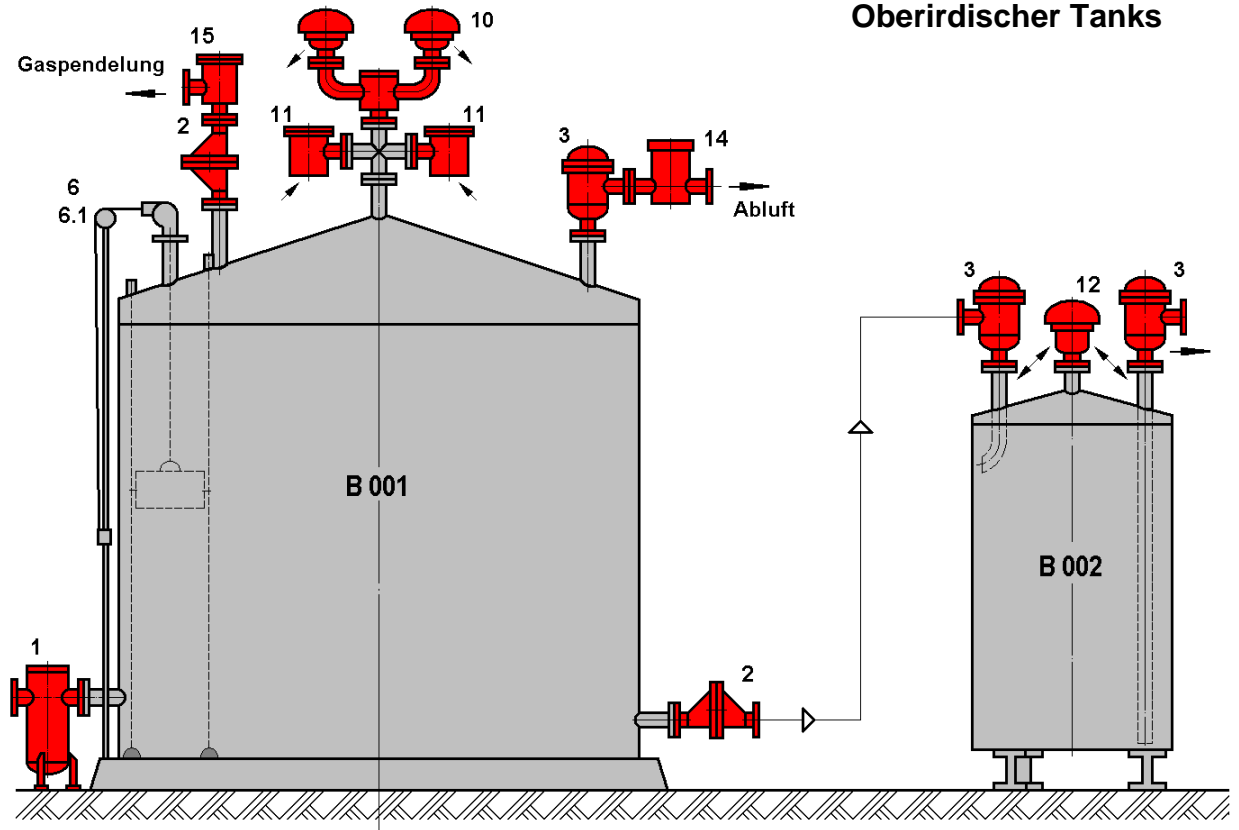 Oberirdischer Tanks
10
15
Gaspendelung
11
11
2
3
14
6
6.1
Abluft
3
12
3
B 001
B 002
1
2